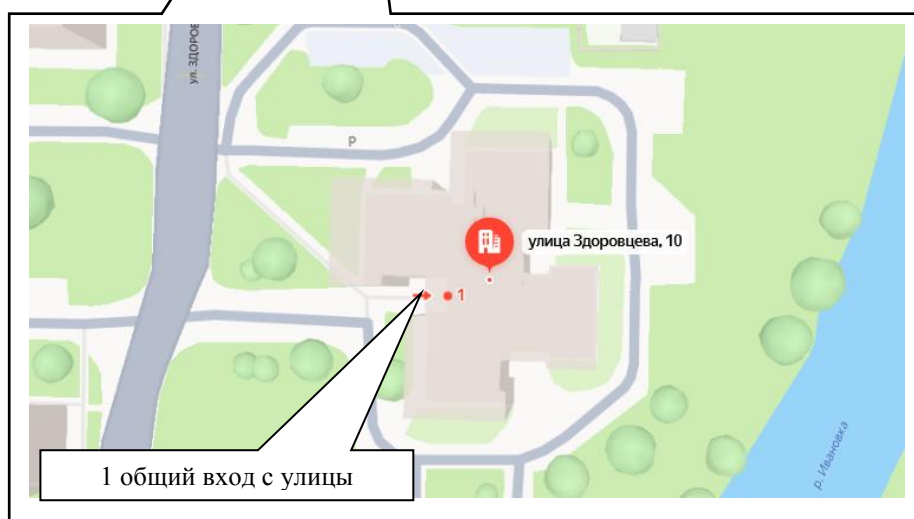 ул. ЗДОРОВ
P
улица Здоровцева, 10
1
р. Ивановка
1 общий вход с улицы